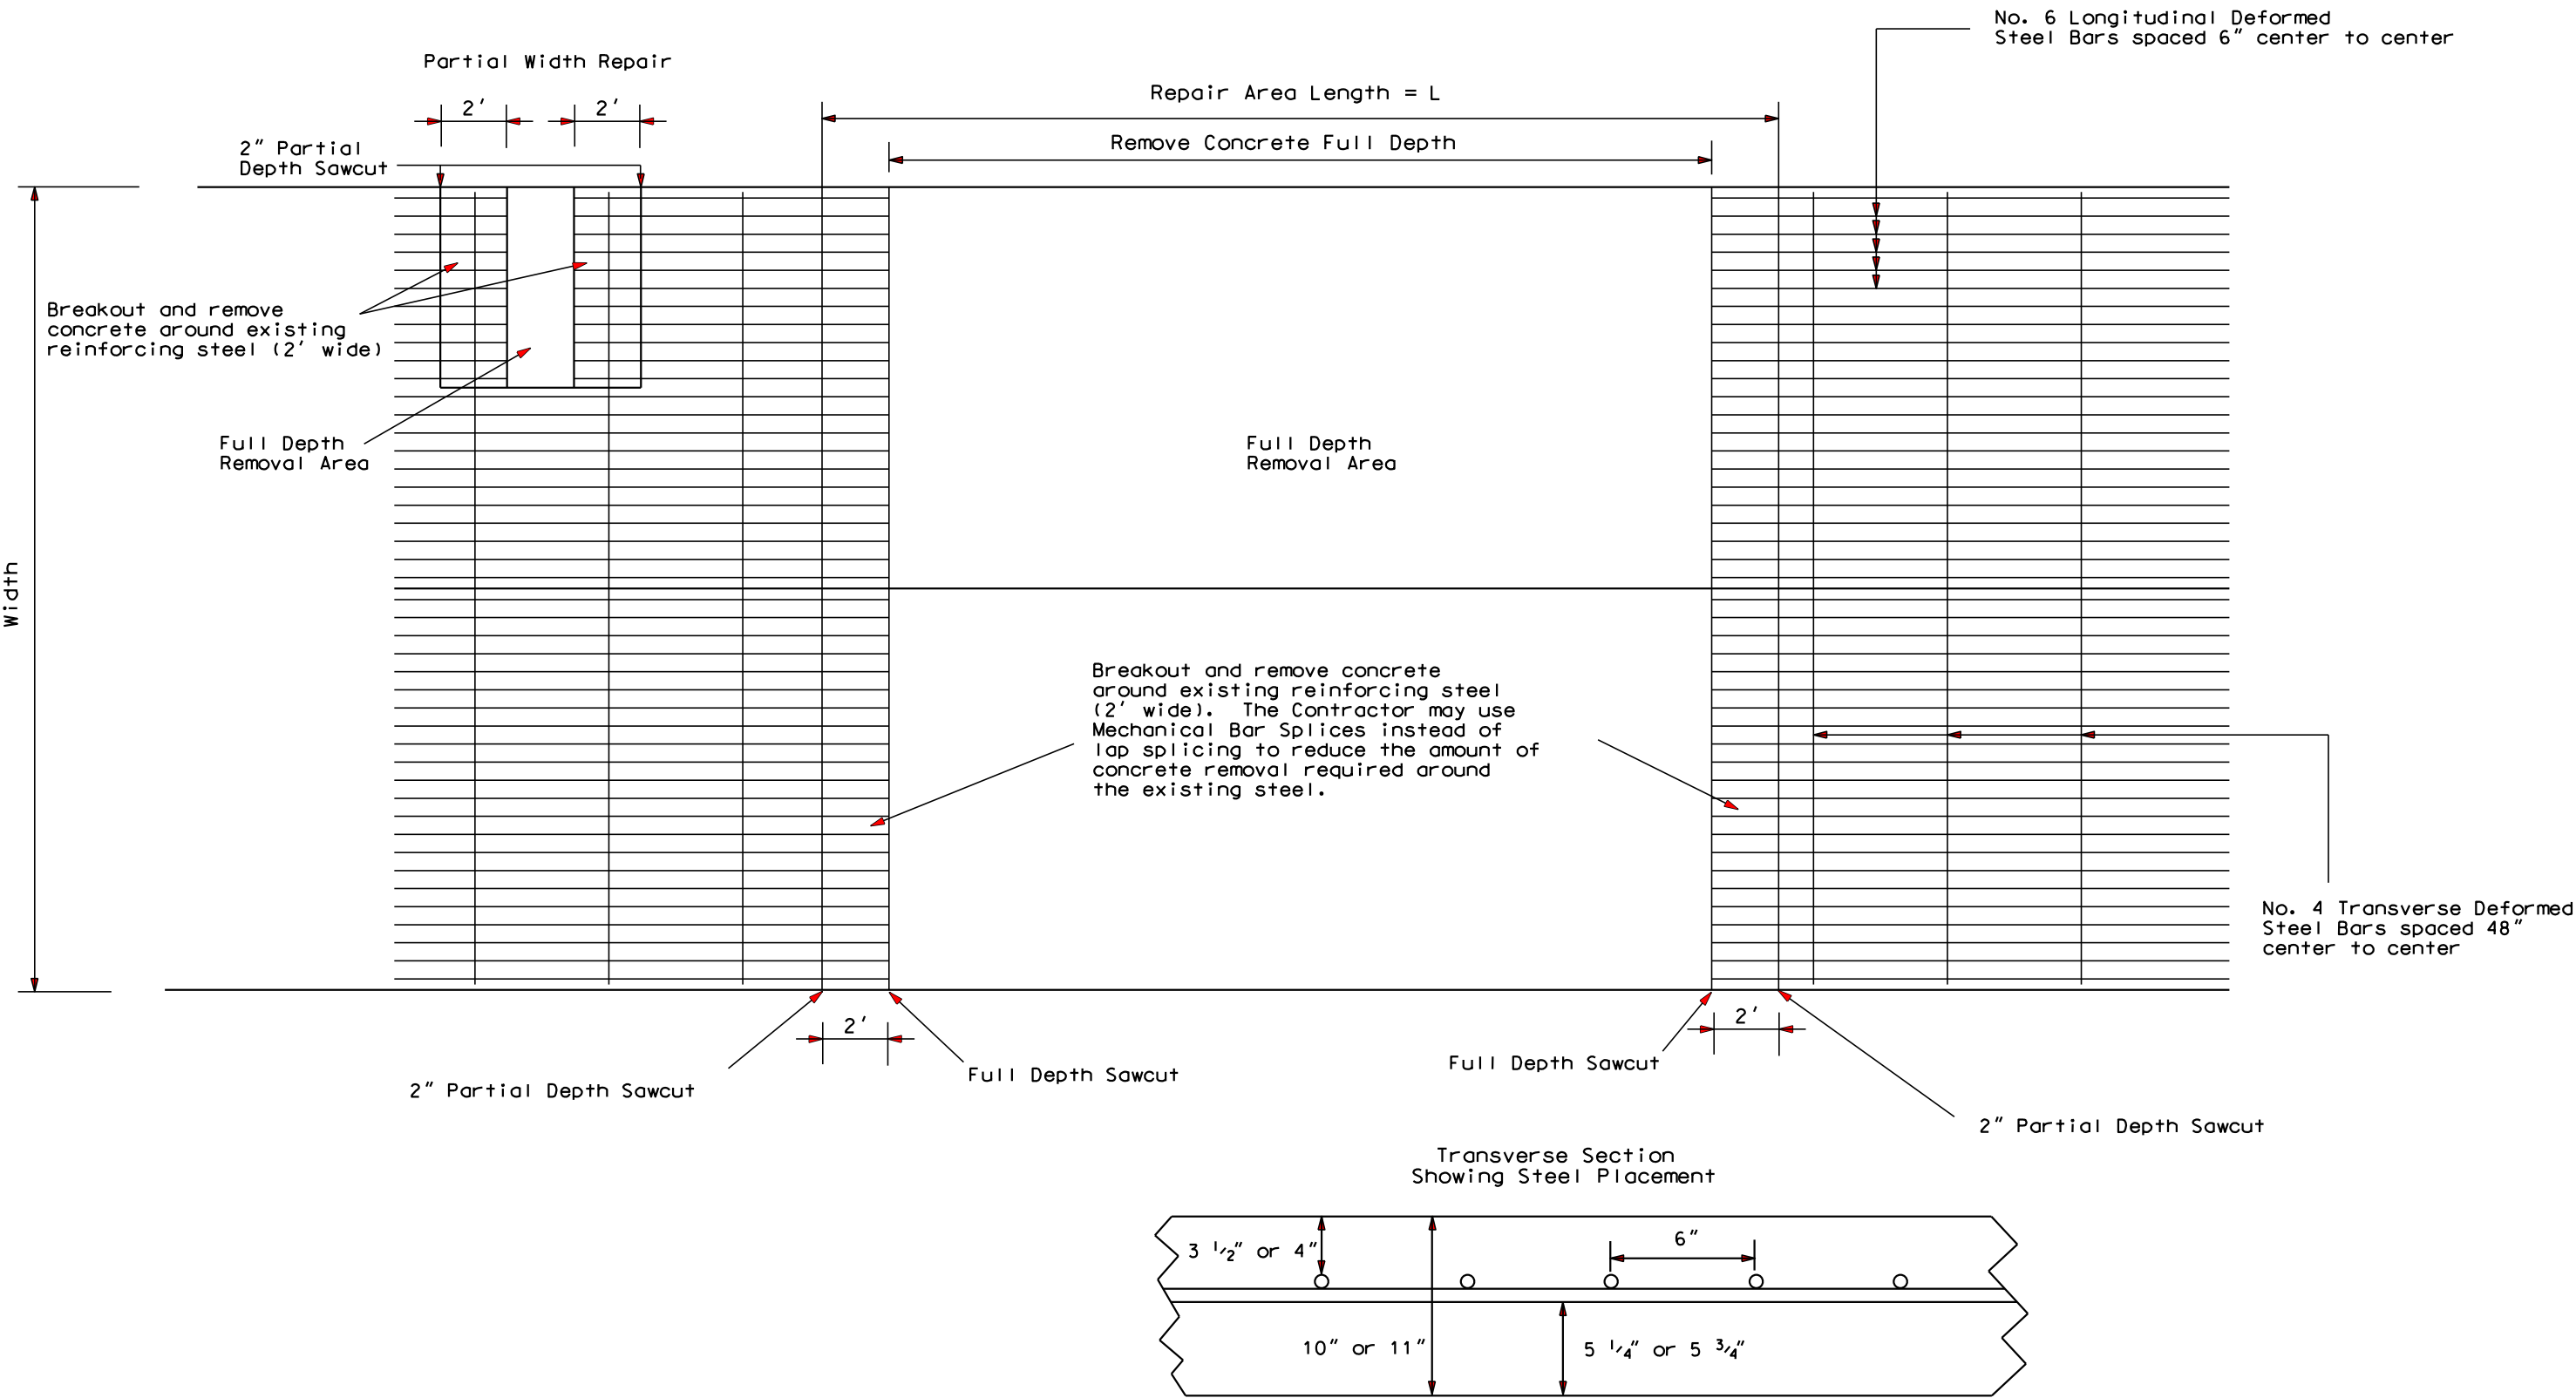 No. 6 Longitudinal Deformed
Steel Bars spaced 6" center to center
Partial Width Repair
2'
2'
Repair Area Length = L
Remove Concrete Full Depth
2" Partial
Depth Sawcut
Breakout and remove
concrete around existing
reinforcing steel (2' wide)
Full Depth
Removal Area
Full Depth
Removal Area
Width
Breakout and remove concrete
around existing reinforcing steel
(2' wide). The Contractor may use
Mechanical Bar Splices instead of
lap splicing to reduce the amount of
concrete removal required around
the existing steel.
No. 4 Transverse Deformed
Steel Bars spaced 48"
center to center
2'
2'
2" Partial Depth Sawcut
Full Depth Sawcut
Full Depth Sawcut
2" Partial Depth Sawcut
Transverse Section
Showing Steel Placement
3 1/2" or 4"
6"
10" or 11"
5 1/4" or 5 3/4"